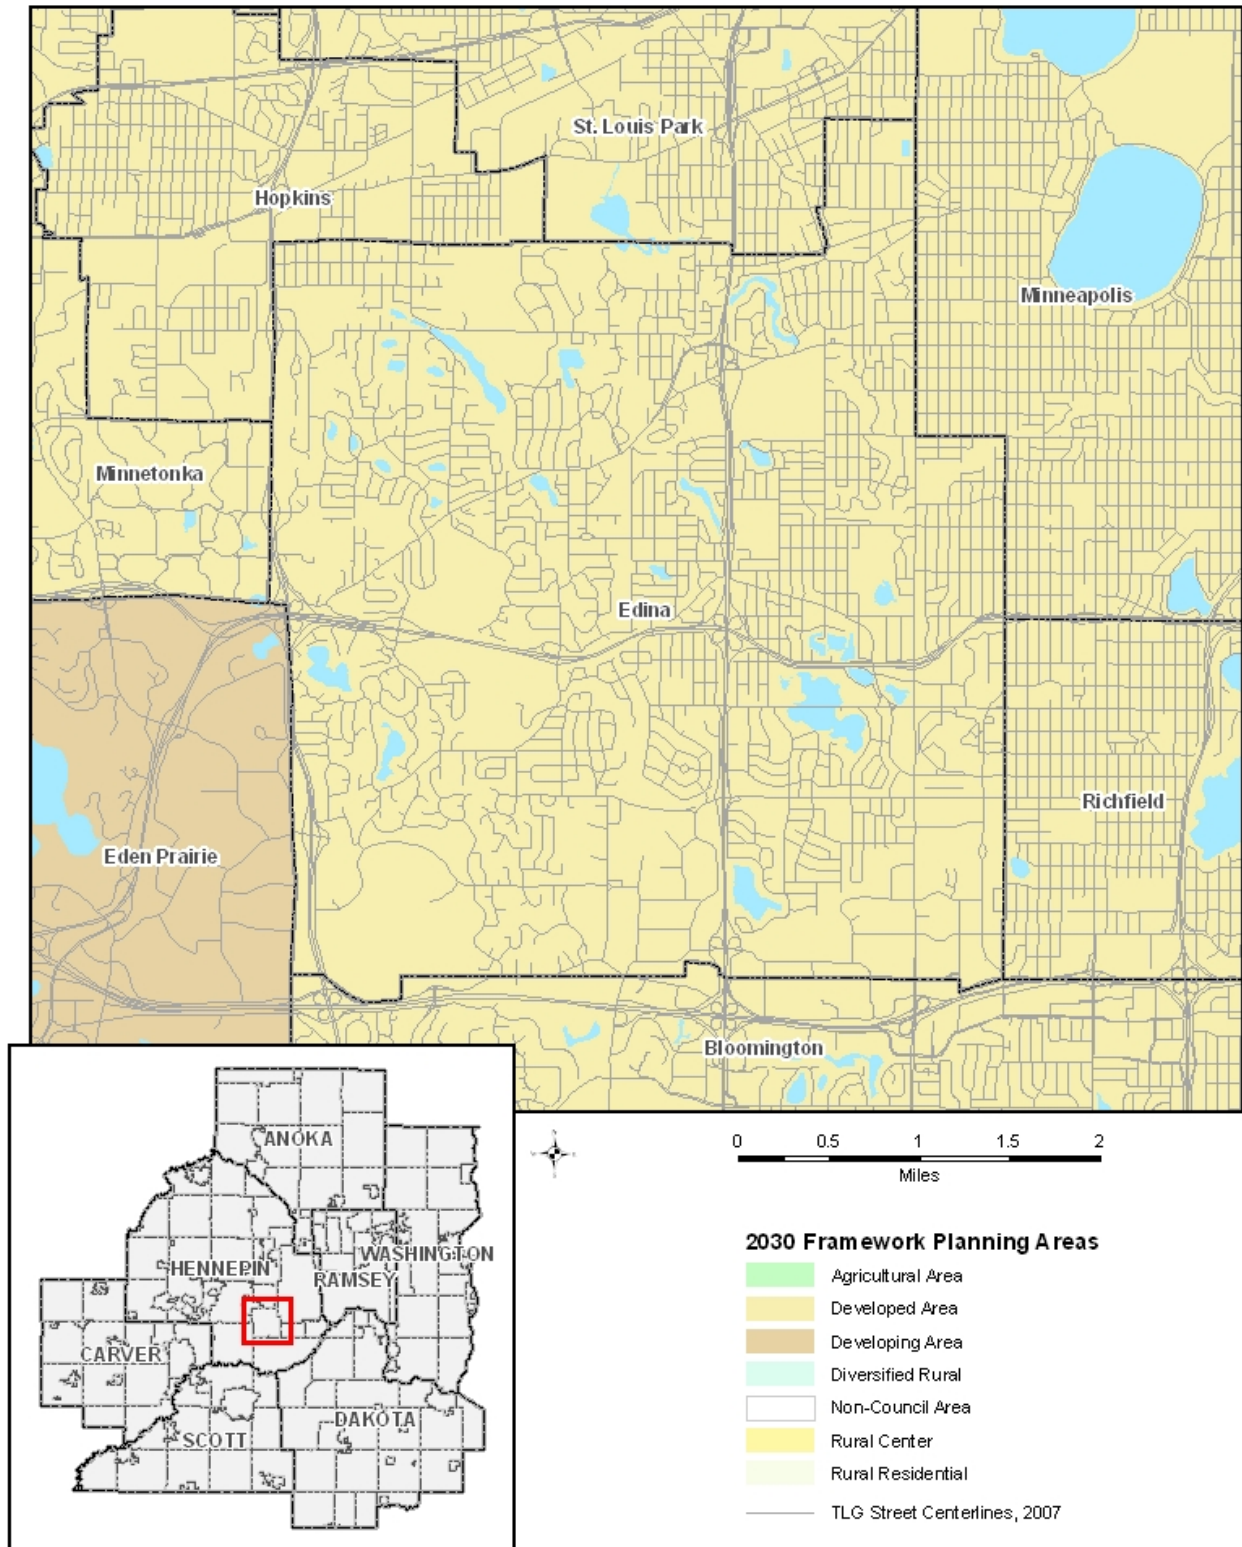 St. Louis Park
Hopkins
Minneapolis
Minnetonka
Edina
Richfield
Eden Prairie
Bloomington
ANOKA
WASHINGTON
HENNEPIN
RAMSEY
CARVER
DAKOTA
SCOTT
0 0.5 1 1.5 2
Miles
2030 Framework Planning Areas
Agricultural Area
Developed Area
Developing Area
Diversified Rural
Non-Council Area
Rural Center
Rural Residential
TLG Street Centerlines, 2007